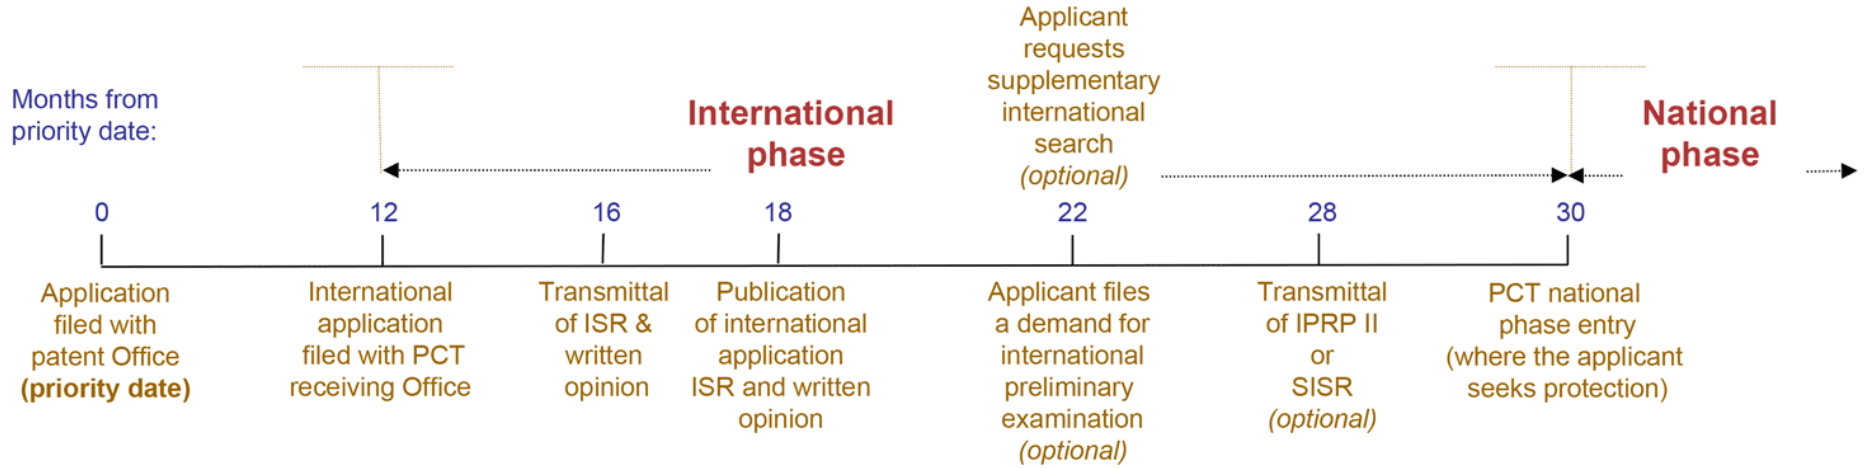 Months from
priority date:
International
phase
Applicant
requests
supplementary
international
search
(optional)
National
phase
0
12
16
18
22
28
30
Application
filed with
patent Office
(priority date)
International
application
filed with PCT
receiving Office
Transmittal
of ISR &
written
opinion
Publication
of international
application
ISR and written
opinion
Applicant files
a demand for
international
preliminary
examination
(optional)
Transmittal
of IPRP II
or
SISR
(optional)
PCT national
phase entry
(where the applicant
seeks protection)